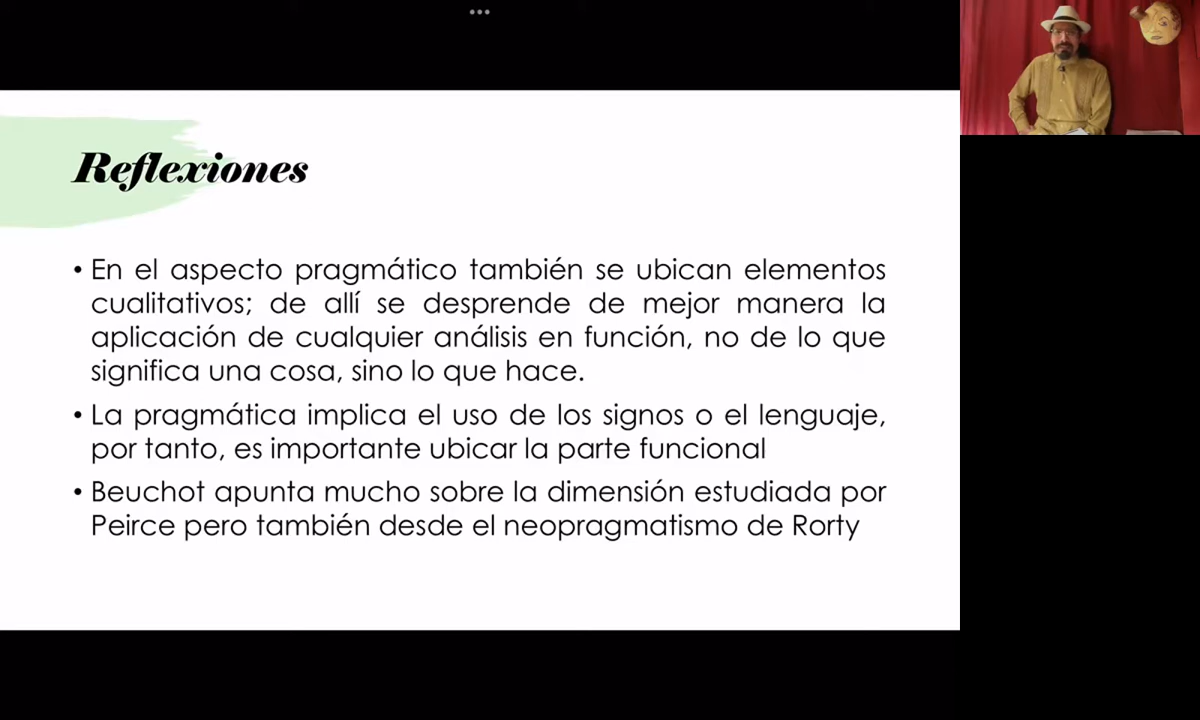 Reflexiones
• En el aspecto pragmático también se ubican elementos
cualitativos; de allí se desprende de mejor manera la
aplicación de cualquier análisis en función, no de lo que
significa una cosa, sino lo que hace.
• La pragmática implica el uso de los signos o el lenguaje,
por tanto, es importante ubicar la parte funcional
• Beuchot apunta mucho sobre la dimensión estudiada por
Peirce pero también desde el neopragmatismo de Rorty